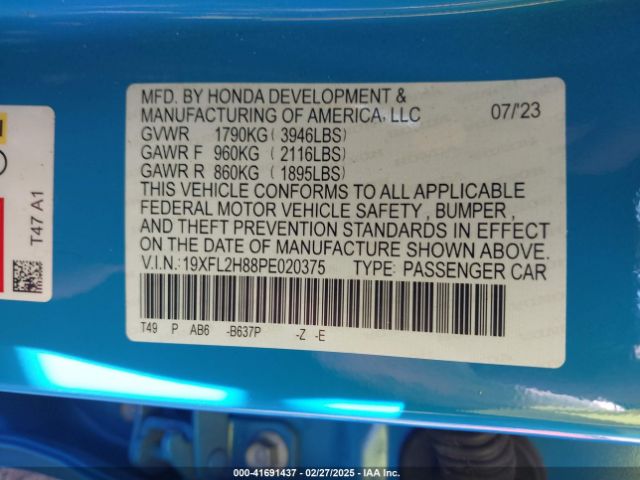 MFD. BY HONDA DEVELOPMENT &
MANUFACTURING OF AMERICA, LLC 07/'23
GVWR 1790KG ( 3946LBS)
GAWR F 960KG ( 2116LBS)
GAWR R 860KG ( 1895LBS)
THIS VEHICLE CONFORMS TO ALL APPLICABLE
FEDERAL MOTOR VEHICLE SAFETY , BUMPER ,
AND THEFT PREVENTION STANDARDS IN EFFECT
ON THE DATE OF MANUFACTURE SHOWN ABOVE.
V.I.N.: 19XFL2H88PE020375 TYPE: PASSENGER CAR
T49 P AB6 -B637P -Z -E
T47 A1
000-41691437 - 02/27/2025 - IAA Inc.